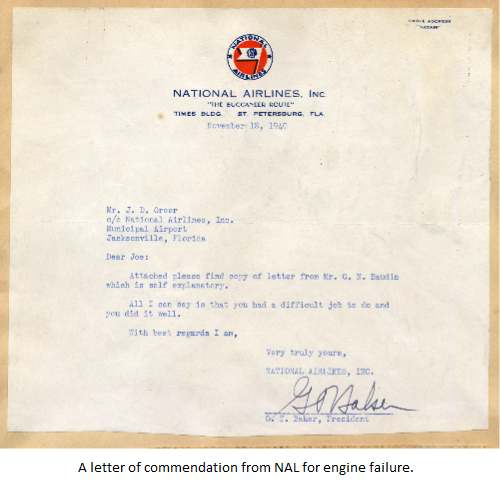 CABLE ADDRESS
"NATAIR"
NATIONAL
AIRLINES
NATIONAL AIRLINES, Inc
"THE BUCCANEER ROUTE"
TIMES BLDG. ST. PETERSBURG, FLA.
November 18, 1940
Mr. J. D. Greer
c/o National Airlines, Inc.
Municipal Airport
Jacksonville, Florida
Dear Joe:
Attached please find copy of letter from Mr. G. N. Baudin
which is self explanatory.
All I can say is that you had a difficult job to do and
you did it well.
With best regards I am,
Very truly yours,
NATIONAL AIRLINES, INC.
G T Baker
G. T. Baker, President
A letter of commendation from NAL for engine failure.